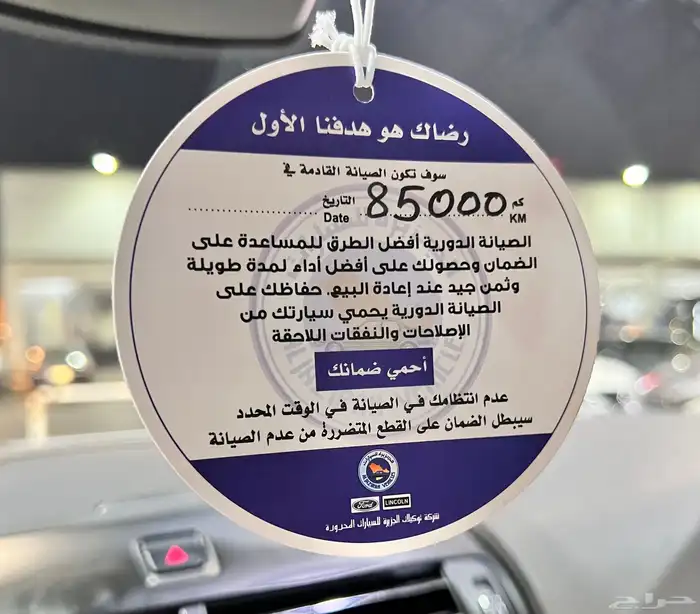 رضاك هو هدفنا الأول
سوف تكون الصيانة القادمة في
كم 85000 التاريخ ........................
KM Date
الصيانة الدورية أفضل الطرق للمساعدة على
الضمان وحصولك على أفضل أداء لمدة طويلة
وثمن جيد عند إعادة البيع. حفاظك على
الصيانة الدورية يحمي سيارتك من
الإصلاحات والنفقات اللاحقة
أحمي ضمانك
عدم انتظامك في الصيانة في الوقت المحدد
سيبطل الضمان على القطع المتضررة من عدم الصيانة
Ford LINCOLN
شركة توكيلات الجزيرة للسيارات المحدودة
حراج